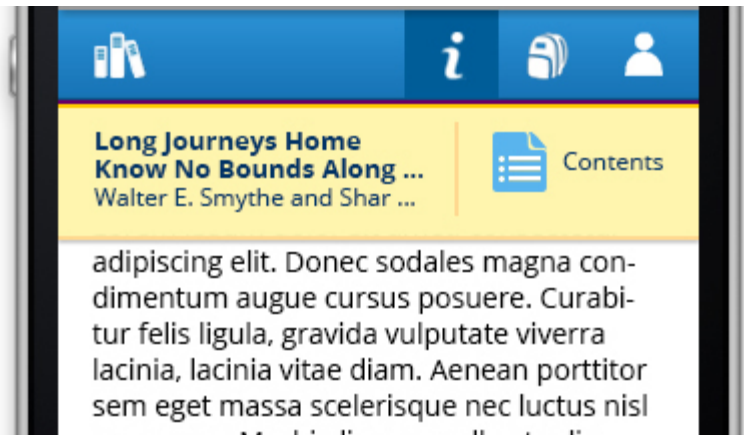 Long Journeys Home
Know No Bounds Along ...
Walter E. Smythe and Shar ...
Contents
adipiscing elit. Donec sodales magna con-
dimentum augue cursus posuere. Curabi-
tur felis ligula, gravida vulputate viverra
lacinia, lacinia vitae diam. Aenean porttitor
sem eget massa scelerisque nec luctus nisl